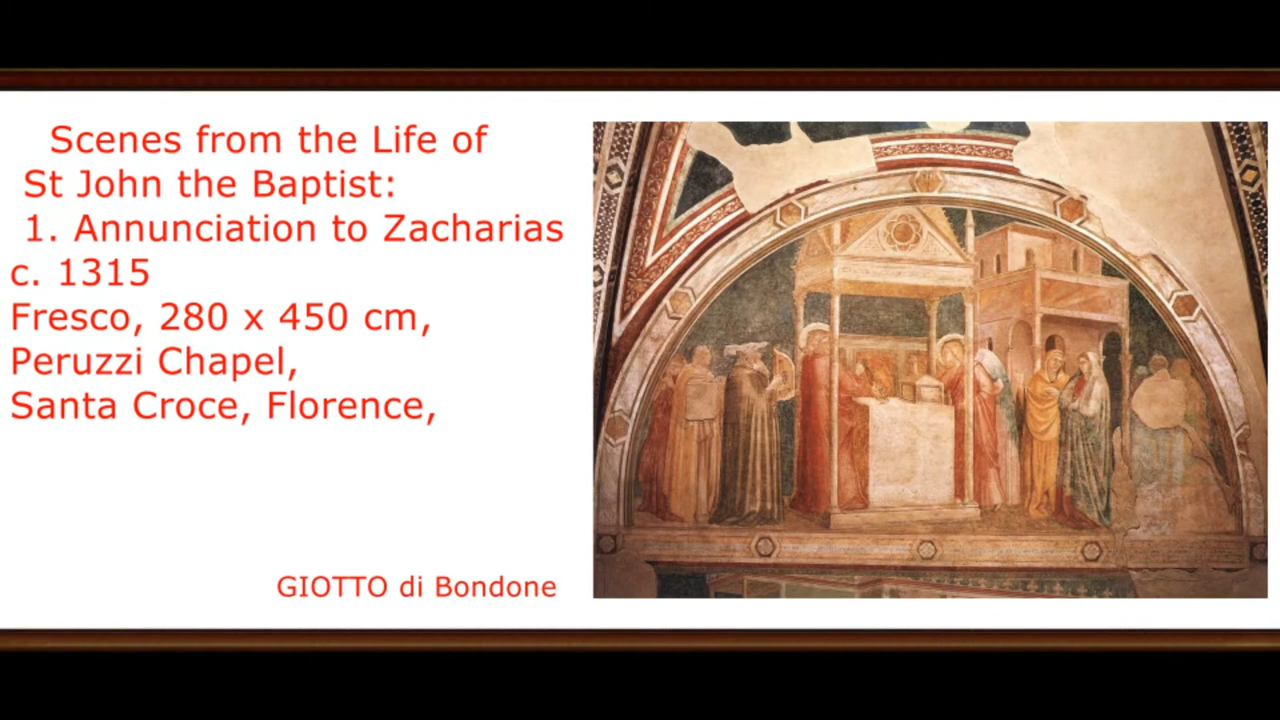 Scenes from the Life of
St John the Baptist:
1. Annunciation to Zacharias
c. 1315
Fresco, 280 x 450 cm,
Peruzzi Chapel,
Santa Croce, Florence,
GIOTTO di Bondone